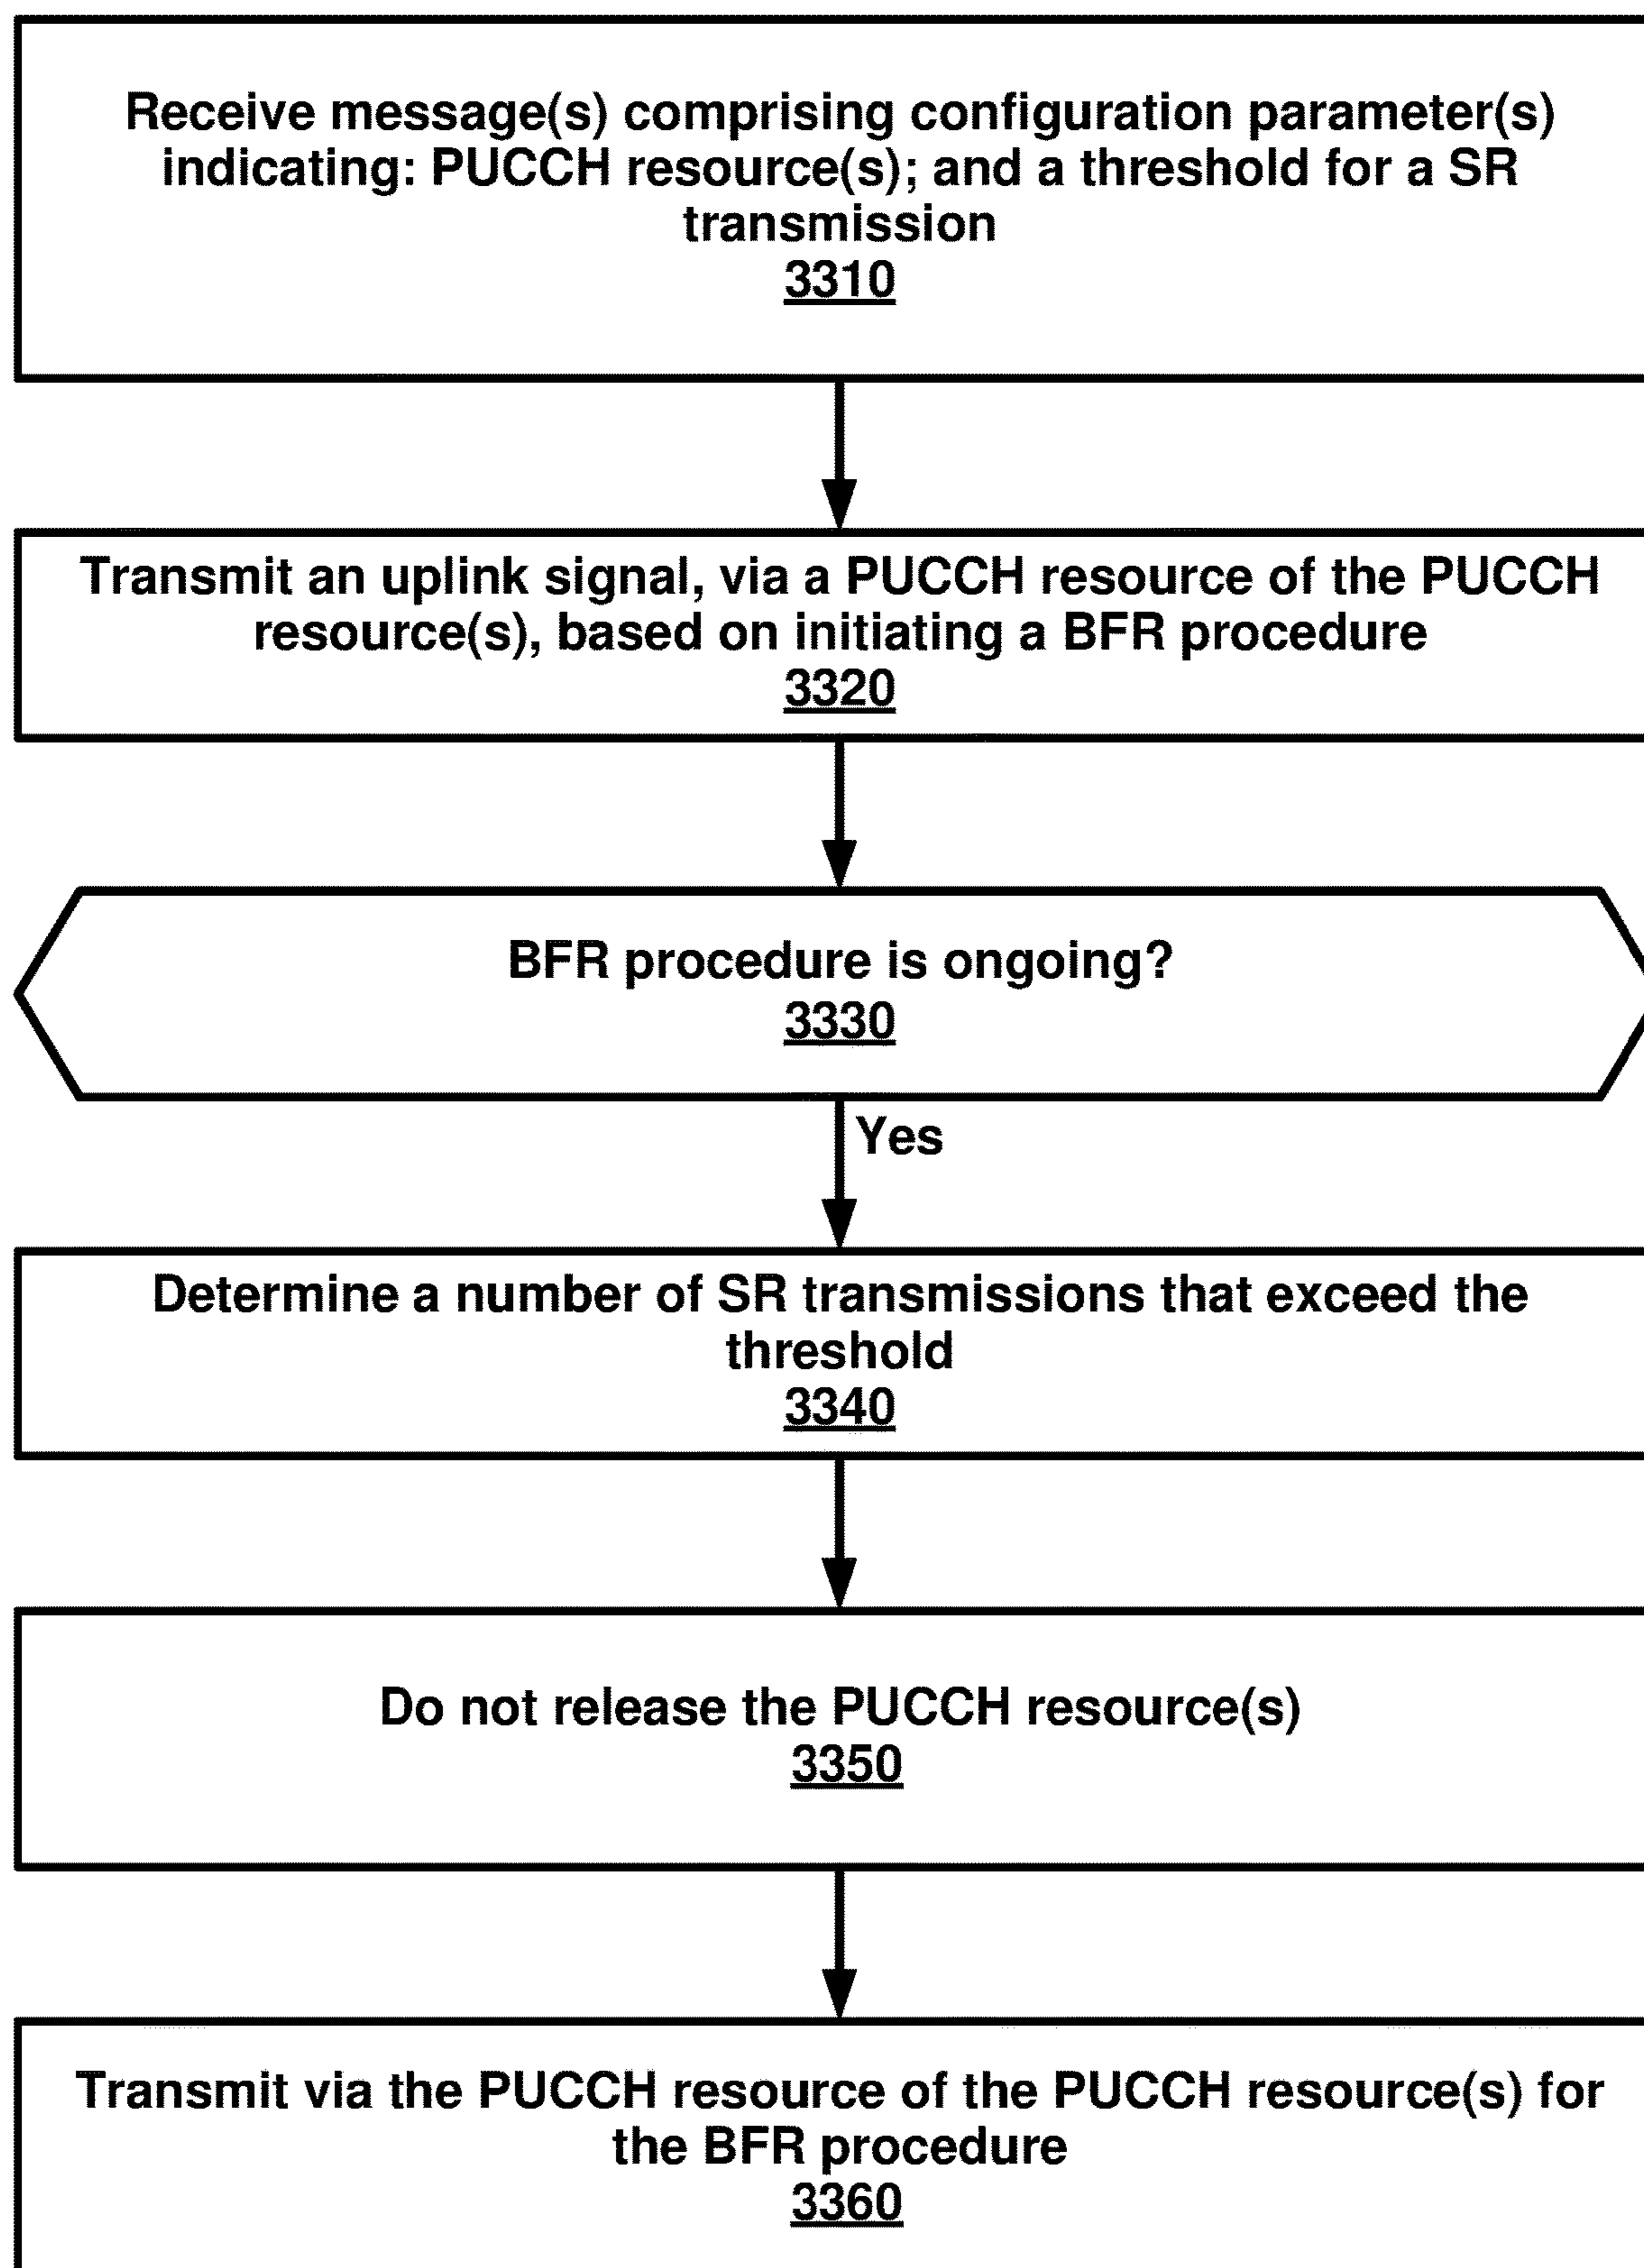 Receive message(s) comprising configuration parameter(s)
indicating: PUCCH resource(s); and a threshold for a SR
transmission
3310
Transmit an uplink signal, via a PUCCH resource of the PUCCH
resource(s), based on initiating a BFR procedure
3320
BFR procedure is ongoing?
3330
Yes
Determine a number of SR transmissions that exceed the
threshold
3340
Do not release the PUCCH resource(s)
3350
Transmit via the PUCCH resource of the PUCCH resource(s) for
the BFR procedure
3360